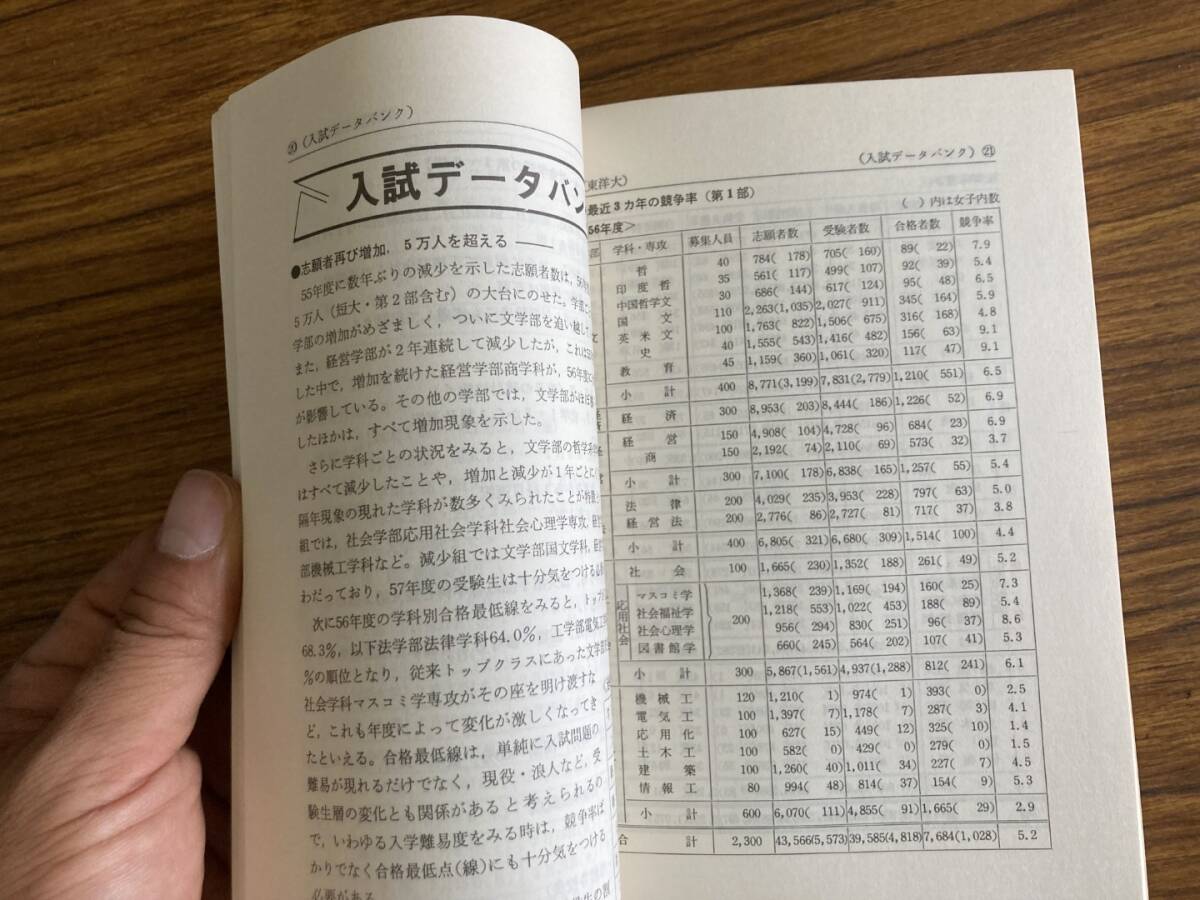 ⑳(入試データバンク)
入試データバン
●志願者再び増加,5万人を超える――
55年度に数年ぶりの減少を示した志願者数は,
5万人(短大・第2部含む)の大台にのせた。
学部の増加がめざましく,ついに文学部を追い越し
また,経営学部が2年連続して減少したが,これは
した中で,増加を続けた経営学部商学科が,56年度
が影響している。その他の学部では,文学部がほぼ
したほかは,すべて増加現象を示した。
さらに学科ごとの状況をみると,文学部の哲学系
はすべて減少したことや,増加と減少が1年ごとに
隔年現象の現れた学科が数多くみられたことが特徴
組では,社会学部応用社会学科社会心理学専攻,
部機械工学科など。減少組では文学部国文学科,
わだっており,57年度の受験生は十分気をつける
次に56年度の学科別合格最低線をみると,トップ
68.3%,以下法学部法律学科64.0%,工学部電気工
%の順位となり,従来トップクラスにあった文学部
社会学科マスコミ学専攻がその座を明け渡すな
ど,これも年度によって変化が激しくなってき
たといえる。合格最低線は,単純に入試問題の
難易が現れるだけでなく,現役・浪人など,受
験生層の変化とも関係があると考えられるの
で,いわゆる入学難易度をみる時は,競争率ば
かりでなく合格最低点(線)にも十分気をつける
必要がある
(入試データバンク)㉑
東洋大)
最近3カ年の競争率(第1部)
( )内は女子内数
56年度>
部 学科・専攻 募集人員 志願者数 受験者数 合格者数 競争率
哲 40 784( 178) 705( 160) 89( 22) 7.9
印度哲 35 561( 117) 499( 107) 92( 39) 5.4
中国哲学文 30 686( 144) 617( 124) 95( 48) 6.5
国文 110 2,263(1,035) 2,027( 911) 345( 164) 5.9
英米文 100 1,763( 822) 1,506( 675) 316( 168) 4.8
史 40 1,555( 543) 1,416( 482) 156( 63) 9.1
教育 45 1,159( 360) 1,061( 320) 117( 47) 9.1
小計 400 8,771(3,199) 7,831(2,779) 1,210( 551) 6.5
経済 300 8,953( 203) 8,444( 186) 1,226( 52) 6.9
経営 150 4,908( 104) 4,728( 96) 684( 23) 6.9
商 150 2,192( 74) 2,110( 69) 573( 32) 3.7
小計 300 7,100( 178) 6,838( 165) 1,257( 55) 5.4
法律 200 4,029( 235) 3,953( 228) 797( 63) 5.0
経営法 200 2,776( 86) 2,727( 81) 717( 37) 3.8
小計 400 6,805( 321) 6,680( 309) 1,514( 100) 4.4
社会 100 1,665( 230) 1,352( 188) 261( 49) 5.2
応用社会 マスコミ学 200 1,368( 239) 1,169( 194) 160( 25) 7.3
社会福祉学 1,218( 553) 1,022( 453) 188( 89) 5.4
社会心理学 956( 294) 830( 251) 96( 37) 8.6
図書館学 660( 245) 564( 202) 107( 41) 5.3
小計 300 5,867(1,561) 4,937(1,288) 812( 241) 6.1
機械工 120 1,210( 1) 974( 1) 393( 0) 2.5
電気工 100 1,397( 7) 1,178( 7) 287( 3) 4.1
応用化 100 627( 15) 449( 12) 325( 10) 1.4
土木工 100 582( 0) 429( 0) 279( 0) 1.5
建築 100 1,260( 40) 1,011( 34) 227( 7) 4.5
情報工 80 994( 48) 814( 37) 154( 9) 5.3
小計 600 6,070( 111) 4,855( 91) 1,665( 29) 2.9
合計 2,300 43,566(5,573) 39,585(4,818) 7,684(1,028) 5.2